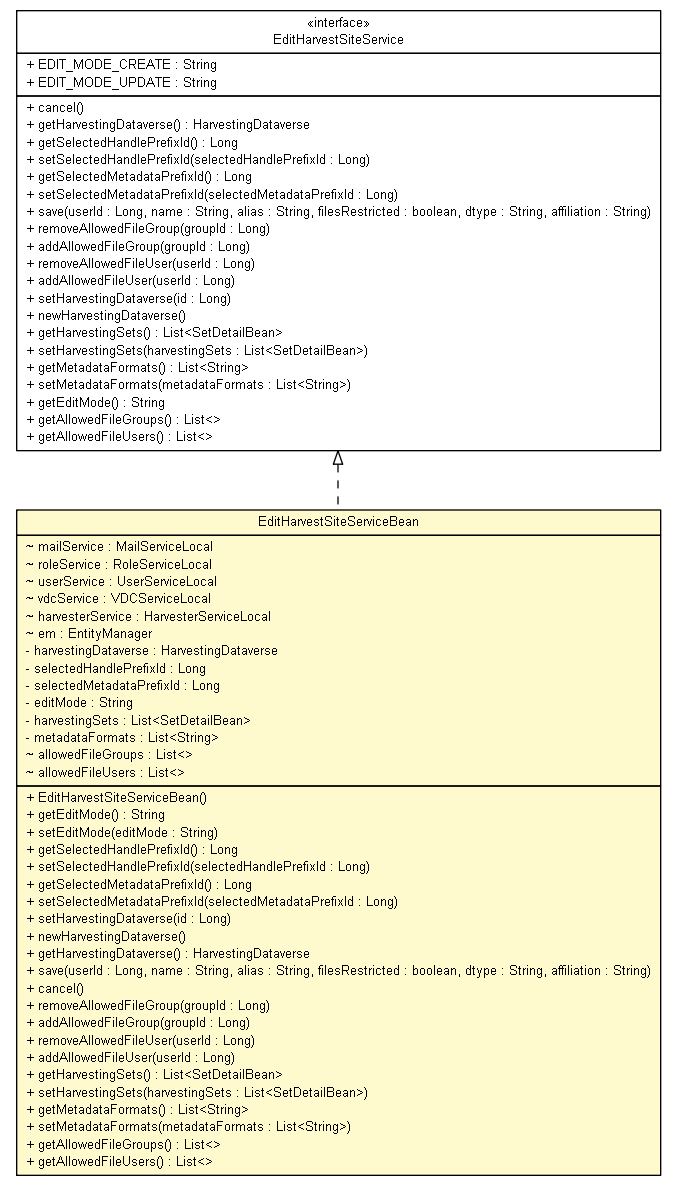 «interface»
EditHarvestSiteService
+ EDIT_MODE_CREATE : String
+ EDIT_MODE_UPDATE : String
+ cancel()
+ getHarvestingDataverse() : HarvestingDataverse
+ getSelectedHandlePrefixId() : Long
+ setSelectedHandlePrefixId(selectedHandlePrefixId : Long)
+ getSelectedMetadataPrefixId() : Long
+ setSelectedMetadataPrefixId(selectedMetadataPrefixId : Long)
+ save(userId : Long, name : String, alias : String, filesRestricted : boolean, dtype : String, affiliation : String)
+ removeAllowedFileGroup(groupId : Long)
+ addAllowedFileGroup(groupId : Long)
+ removeAllowedFileUser(userId : Long)
+ addAllowedFileUser(userId : Long)
+ setHarvestingDataverse(id : Long)
+ newHarvestingDataverse()
+ getHarvestingSets() : List<SetDetailBean>
+ setHarvestingSets(harvestingSets : List<SetDetailBean>)
+ getMetadataFormats() : List<String>
+ setMetadataFormats(metadataFormats : List<String>)
+ getEditMode() : String
+ getAllowedFileGroups() : List<>
+ getAllowedFileUsers() : List<>
EditHarvestSiteServiceBean
~ mailService : MailServiceLocal
~ roleService : RoleServiceLocal
~ userService : UserServiceLocal
~ vdcService : VDCServiceLocal
~ harvesterService : HarvesterServiceLocal
~ em : EntityManager
- harvestingDataverse : HarvestingDataverse
- selectedHandlePrefixId : Long
- selectedMetadataPrefixId : Long
- editMode : String
- harvestingSets : List<SetDetailBean>
- metadataFormats : List<String>
~ allowedFileGroups : List<>
~ allowedFileUsers : List<>
+ EditHarvestSiteServiceBean()
+ getEditMode() : String
+ setEditMode(editMode : String)
+ getSelectedHandlePrefixId() : Long
+ setSelectedHandlePrefixId(selectedHandlePrefixId : Long)
+ getSelectedMetadataPrefixId() : Long
+ setSelectedMetadataPrefixId(selectedMetadataPrefixId : Long)
+ setHarvestingDataverse(id : Long)
+ newHarvestingDataverse()
+ getHarvestingDataverse() : HarvestingDataverse
+ save(userId : Long, name : String, alias : String, filesRestricted : boolean, dtype : String, affiliation : String)
+ cancel()
+ removeAllowedFileGroup(groupId : Long)
+ addAllowedFileGroup(groupId : Long)
+ removeAllowedFileUser(userId : Long)
+ addAllowedFileUser(userId : Long)
+ getHarvestingSets() : List<SetDetailBean>
+ setHarvestingSets(harvestingSets : List<SetDetailBean>)
+ getMetadataFormats() : List<String>
+ setMetadataFormats(metadataFormats : List<String>)
+ getAllowedFileGroups() : List<>
+ getAllowedFileUsers() : List<>